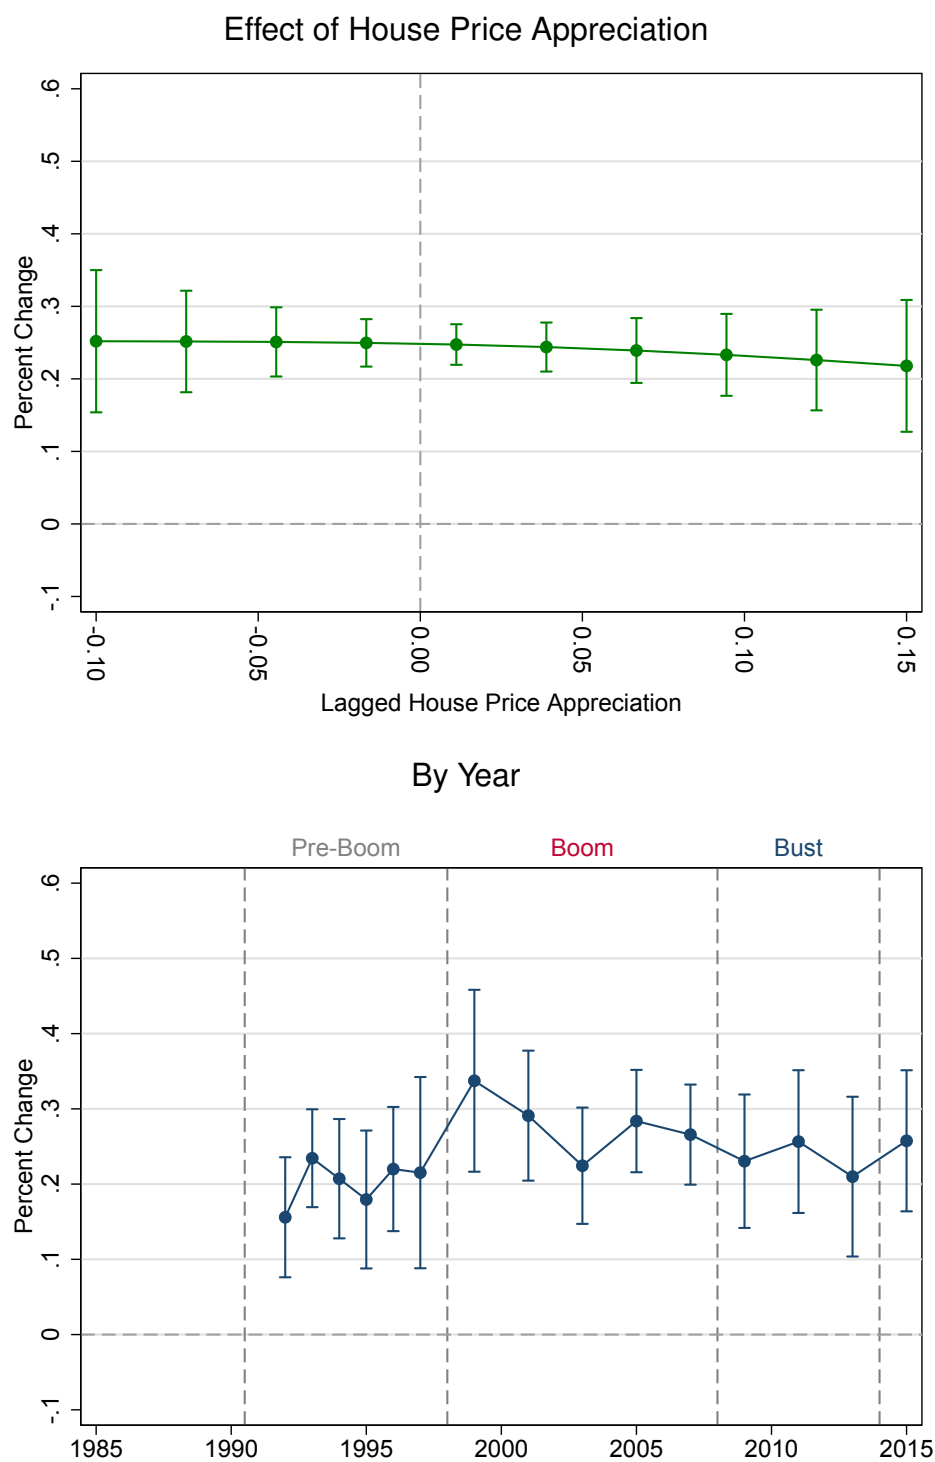 Effect of House Price Appreciation
Percent Change
.6
.5
.4
.3
.2
.1
0
-.1
-0.10 -0.05 0.00 0.05 0.10 0.15
Lagged House Price Appreciation
By Year
Pre-Boom Boom Bust
Percent Change
.6
.5
.4
.3
.2
.1
0
-.1
1985 1990 1995 2000 2005 2010 2015